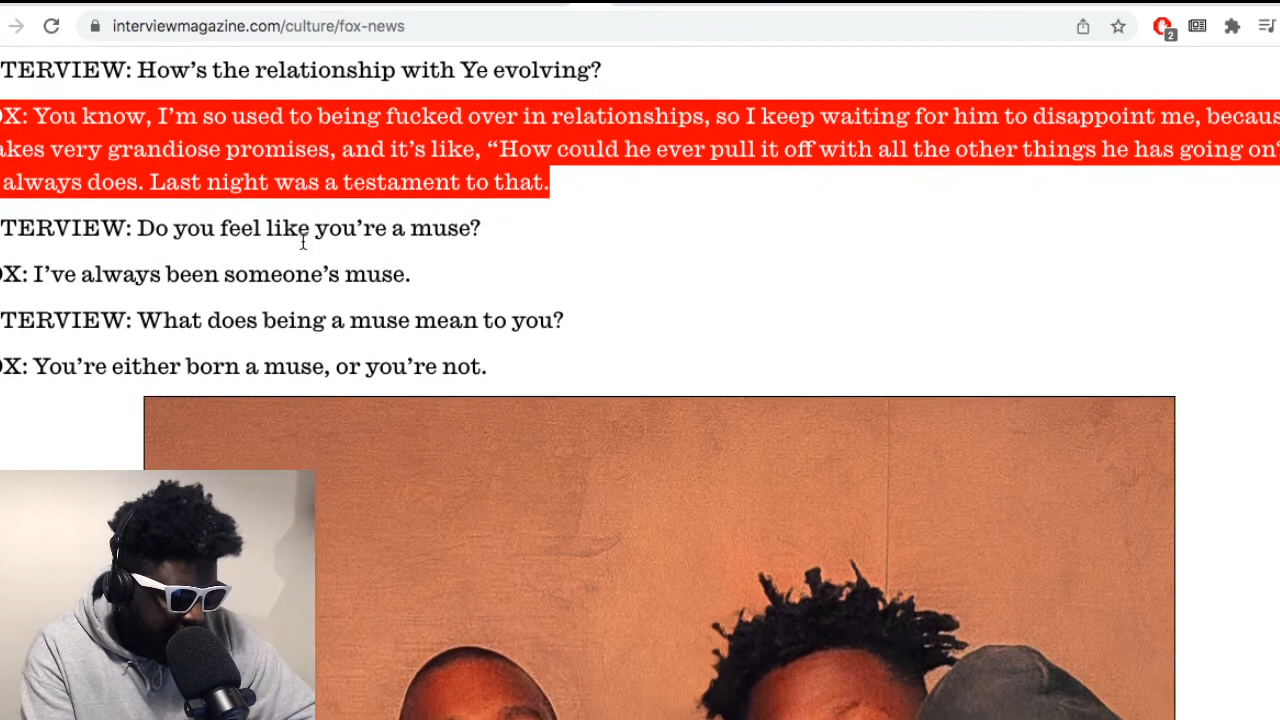 interviewmagazine.com/culture/fox-news
2
TERVIEW: How's the relationship with Ye evolving?
OX: You know, I'm so used to being fucked over in relationships, so I keep waiting for him to disappoint me, becaus
akes very grandiose promises, and it's like, “How could he ever pull it off with all the other things he has going on
always does. Last night was a testament to that.
TERVIEW: Do you feel like you're a muse?
OX: I've always been someone's muse.
TERVIEW: What does being a muse mean to you?
OX: You're either born a muse, or you're not.